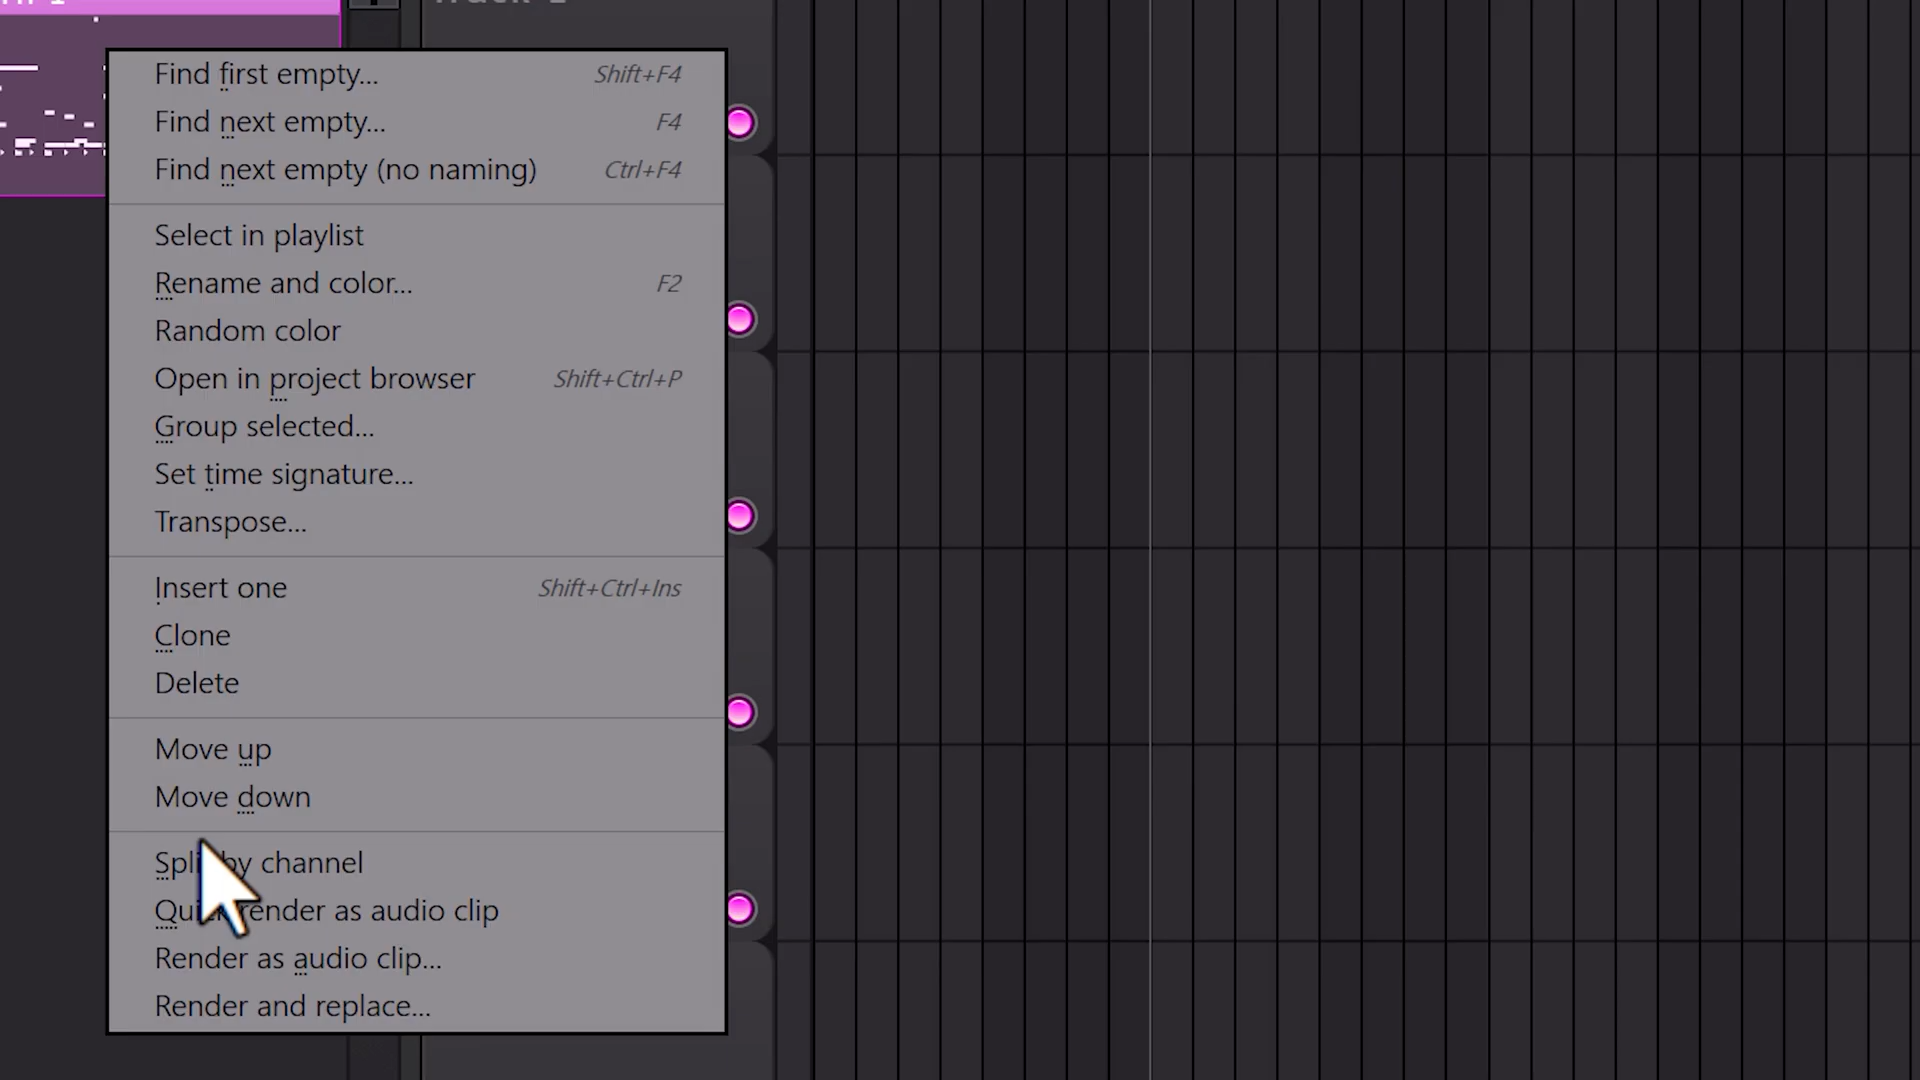 Find first empty... Shift+F4
Find next empty... F4
Find next empty (no naming) Ctrl+F4
Select in playlist
Rename and color... F2
Random color
Open in project browser Shift+Ctrl+P
Group selected...
Set time signature...
Transpose...
Insert one Shift+Ctrl+Ins
Clone
Delete
Move up
Move down
Split by channel
Quick render as audio clip
Render as audio clip...
Render and replace...